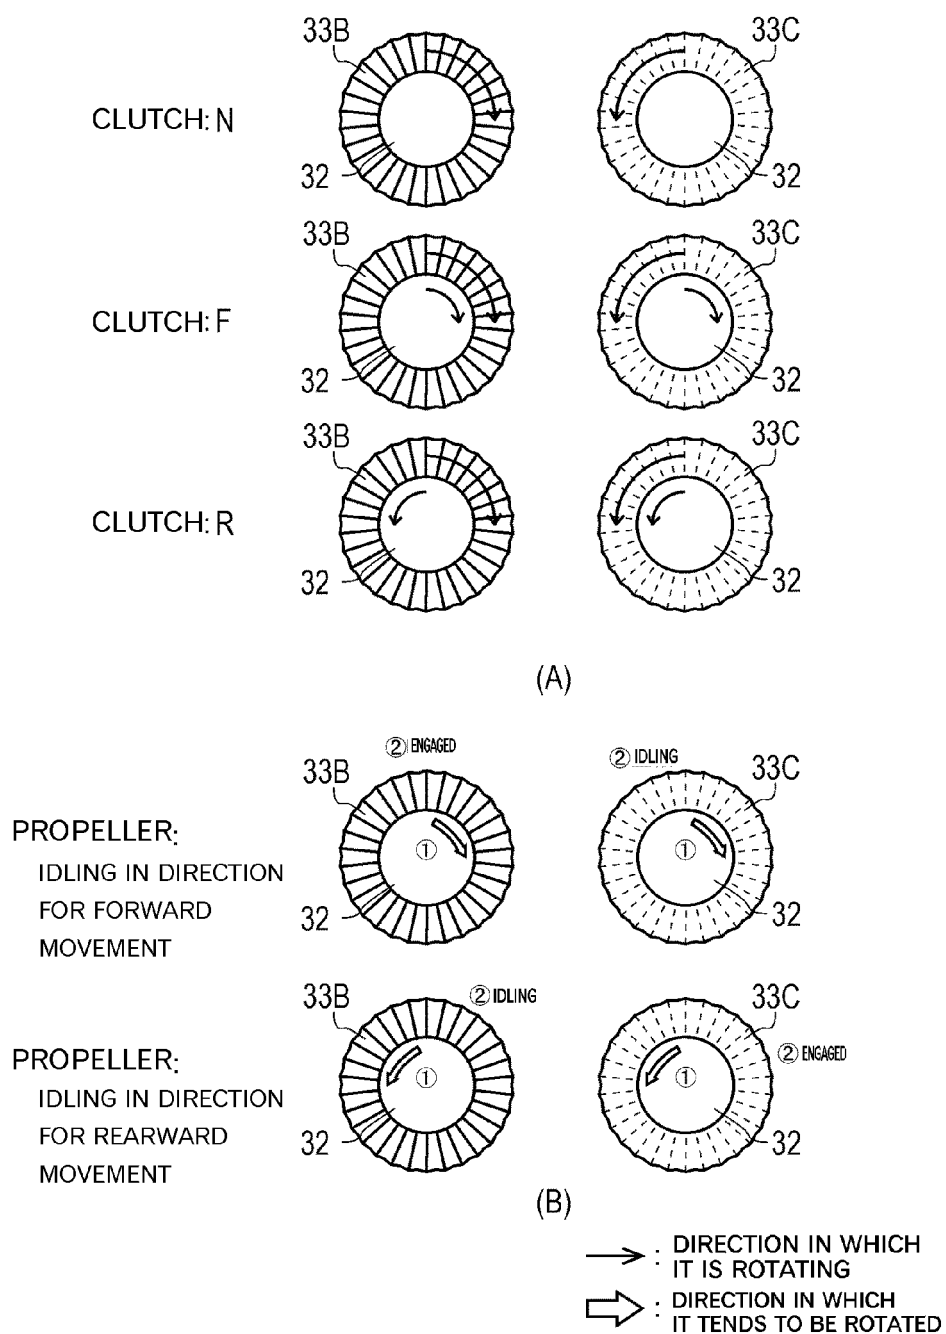 33B
33C
CLUTCH: N
32
32
33B
33C
CLUTCH: F
32
32
33B
33C
CLUTCH: R
32
32
(A)
② ENGAGED
② IDLING
33B
33C
PROPELLER:
①
①
IDLING IN DIRECTION
FOR FORWARD
32
32
MOVEMENT
33B
② IDLING
33C
② ENGAGED
PROPELLER:
①
①
IDLING IN DIRECTION
FOR REARWARD
32
32
MOVEMENT
(B)
: DIRECTION IN WHICH
IT IS ROTATING
: DIRECTION IN WHICH
IT TENDS TO BE ROTATED